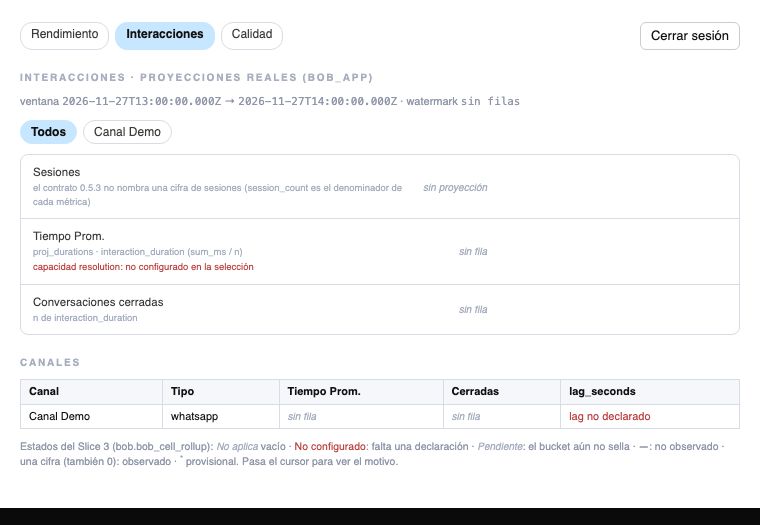 Rendimiento Interacciones Calidad Cerrar sesión
INTERACCIONES · PROYECCIONES REALES (BOB_APP)
ventana 2026-11-27T13:00:00.000Z → 2026-11-27T14:00:00.000Z · watermark sin filas
Todos Canal Demo
Sesiones
el contrato 0.5.3 no nombra una cifra de sesiones (session_count es el denominador de
cada métrica)
sin proyección
Tiempo Prom.
proj_durations · interaction_duration (sum_ms / n)
capacidad resolution: no configurado en la selección
sin fila
Conversaciones cerradas
n de interaction_duration
sin fila
CANALES
Canal Tipo Tiempo Prom. Cerradas lag_seconds
Canal Demo whatsapp sin fila sin fila lag no declarado
Estados del Slice 3 (bob.bob_cell_rollup): No aplica vacío · No configurado: falta una declaración · Pendiente: el bucket aún no sella · —: no observado ·
una cifra (también 0): observado · * provisional. Pasa el cursor para ver el motivo.